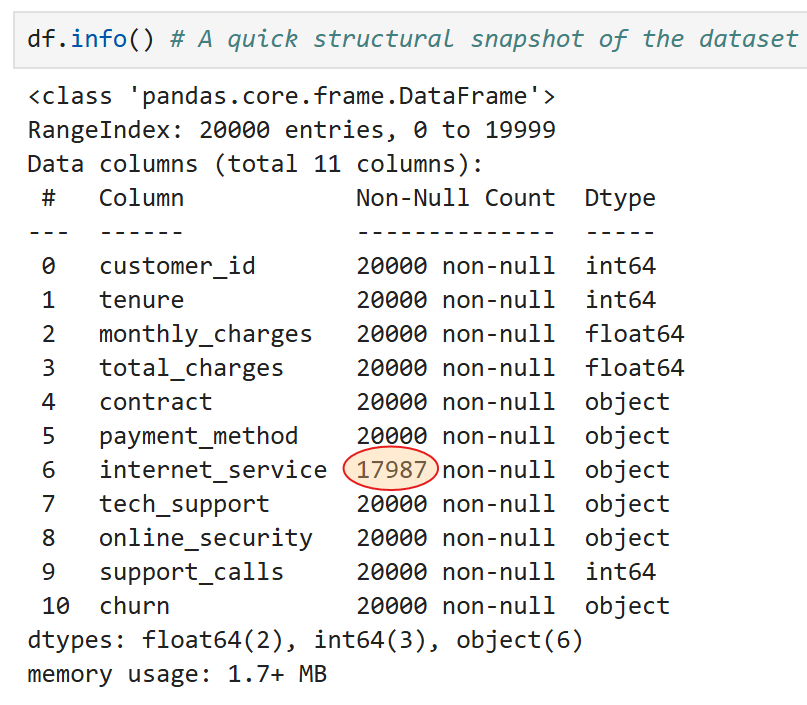 df.info() # A quick structural snapshot of the dataset
<class 'pandas.core.frame.DataFrame'>
RangeIndex: 20000 entries, 0 to 19999
Data columns (total 11 columns):
 #   Column            Non-Null Count  Dtype
---  ------            --------------  -----
 0   customer_id       20000 non-null  int64
 1   tenure            20000 non-null  int64
 2   monthly_charges   20000 non-null  float64
 3   total_charges     20000 non-null  float64
 4   contract          20000 non-null  object
 5   payment_method    20000 non-null  object
 6   internet_service  17987 non-null  object
 7   tech_support      20000 non-null  object
 8   online_security   20000 non-null  object
 9   support_calls     20000 non-null  int64
 10  churn             20000 non-null  object
dtypes: float64(2), int64(3), object(6)
memory usage: 1.7+ MB